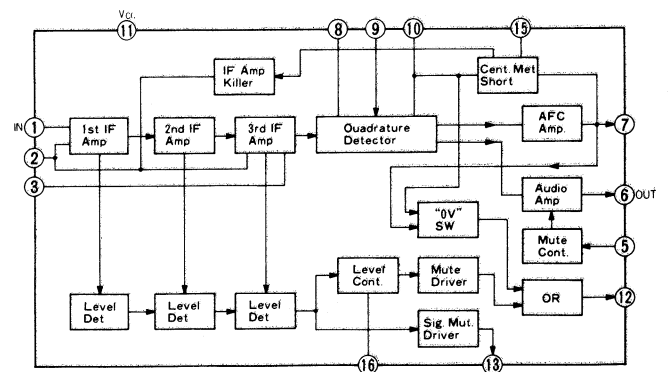 Vcc.
11
8
9
10
15
IF Amp
Killer
Cent. Met
Short
IN
1
1st IF
Amp
2nd IF
Amp
3rd IF
Amp
Quadrature
Detector
AFC
Amp.
7
2
3
Audio
Amp
6
OUT
"0V"
SW
Mute
Cont.
5
Level
Cont.
Mute
Driver
OR
12
Level
Det
Level
Det
Level
Det
Sig. Mut.
Driver
16
13